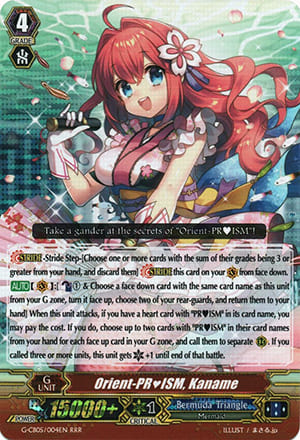 4
GRADE
Take a gander at the secrets of "Orient-PR♥ISM"!
STRIDE -Stride Step-[Choose one or more cards with the sum of their grades being 3 or
greater from your hand, and discard them] STRIDE this card on your from face down.
AUTO : & Choose a face down card with the same card name as this unit
from your G zone, turn it face up, choose two of your rear-guards, and return them to your
hand] When this unit attacks, if you have a heart card with "PR♥ISM" in its card name, you
may pay the cost. If you do, choose up to two cards with "PR♥ISM" in their card names
from your hand for each face up card in your G zone, and call them to separate . If you
called three or more units, this unit gets +1 until end of that battle.
G
UNIT
Orient-PR♥ISM, Kaname
POWER 15000+
1
CRITICAL
Bermuda Triangle
Mermaid
G-CB05/004EN RRR
ILLUST / まさる.jp